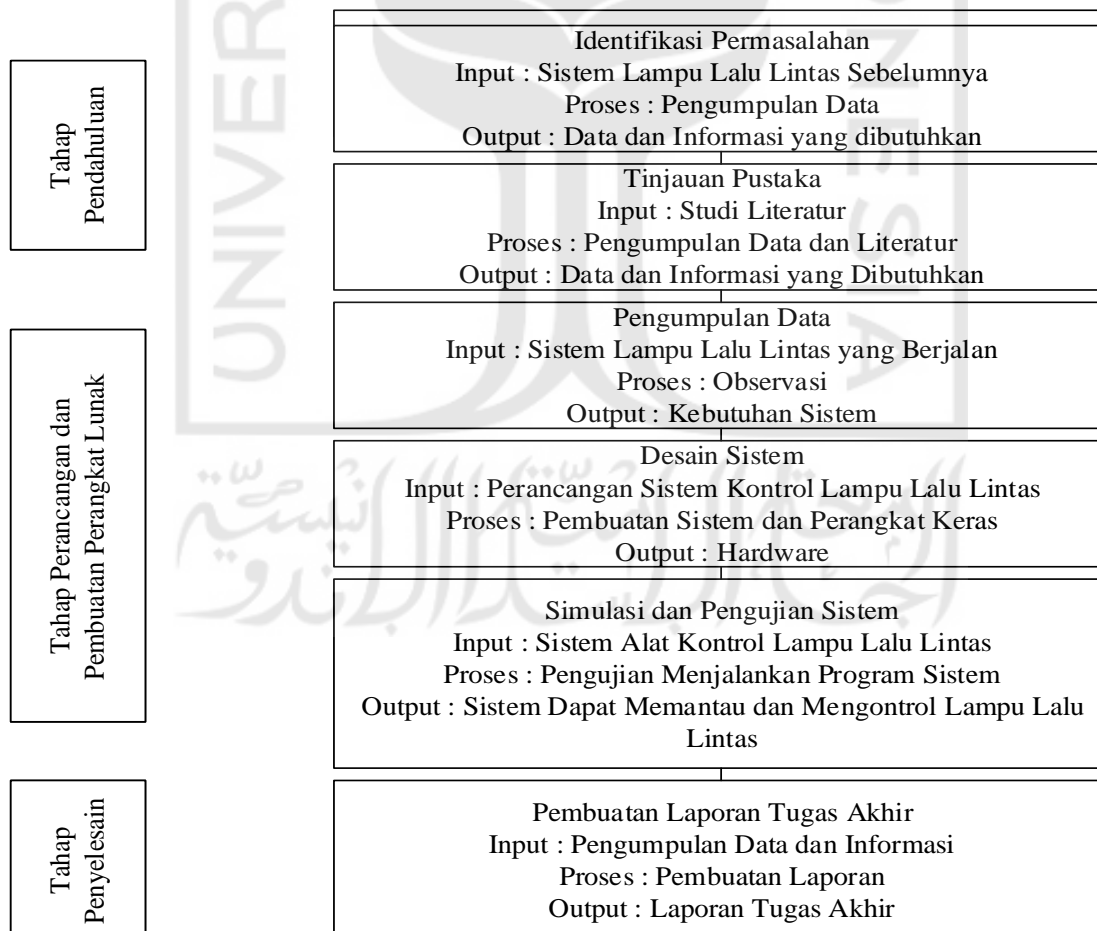 Tahap
Pendahuluan
Identifikasi Permasalahan
Input : Sistem Lampu Lalu Lintas Sebelumnya
Proses : Pengumpulan Data
Output : Data dan Informasi yang dibutuhkan
Tinjauan Pustaka
Input : Studi Literatur
Proses : Pengumpulan Data dan Literatur
Output : Data dan Informasi yang Dibutuhkan
Tahap Perancangan dan
Pembuatan Perangkat Lunak
Pengumpulan Data
Input : Sistem Lampu Lalu Lintas yang Berjalan
Proses : Observasi
Output : Kebutuhan Sistem
Desain Sistem
Input : Perancangan Sistem Kontrol Lampu Lalu Lintas
Proses : Pembuatan Sistem dan Perangkat Keras
Output : Hardware
Simulasi dan Pengujian Sistem
Input : Sistem Alat Kontrol Lampu Lalu Lintas
Proses : Pengujian Menjalankan Program Sistem
Output : Sistem Dapat Memantau dan Mengontrol Lampu Lalu
Lintas
Tahap
Penyelesain
Pembuatan Laporan Tugas Akhir
Input : Pengumpulan Data dan Informasi
Proses : Pembuatan Laporan
Output : Laporan Tugas Akhir
UNIVER
NESIA